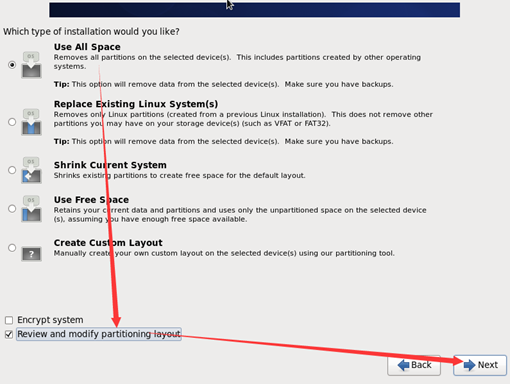 Which type of installation would you like?
Use All Space
Removes all partitions on the selected device(s). This includes partitions created by other operating
systems.
Tip: This option will remove data from the selected device(s). Make sure you have backups.
Replace Existing Linux System(s)
Removes only Linux partitions (created from a previous Linux installation). This does not remove other
partitions you may have on your storage device(s) (such as VFAT or FAT32).
Tip: This option will remove data from the selected device(s). Make sure you have backups.
Shrink Current System
Shrinks existing partitions to create free space for the default layout.
Use Free Space
Retains your current data and partitions and uses only the unpartitioned space on the selected device
(s), assuming you have enough free space available.
Create Custom Layout
Manually create your own custom layout on the selected device(s) using our partitioning tool.
?
Encrypt system
Review and modify partitioning layout
Back
Next